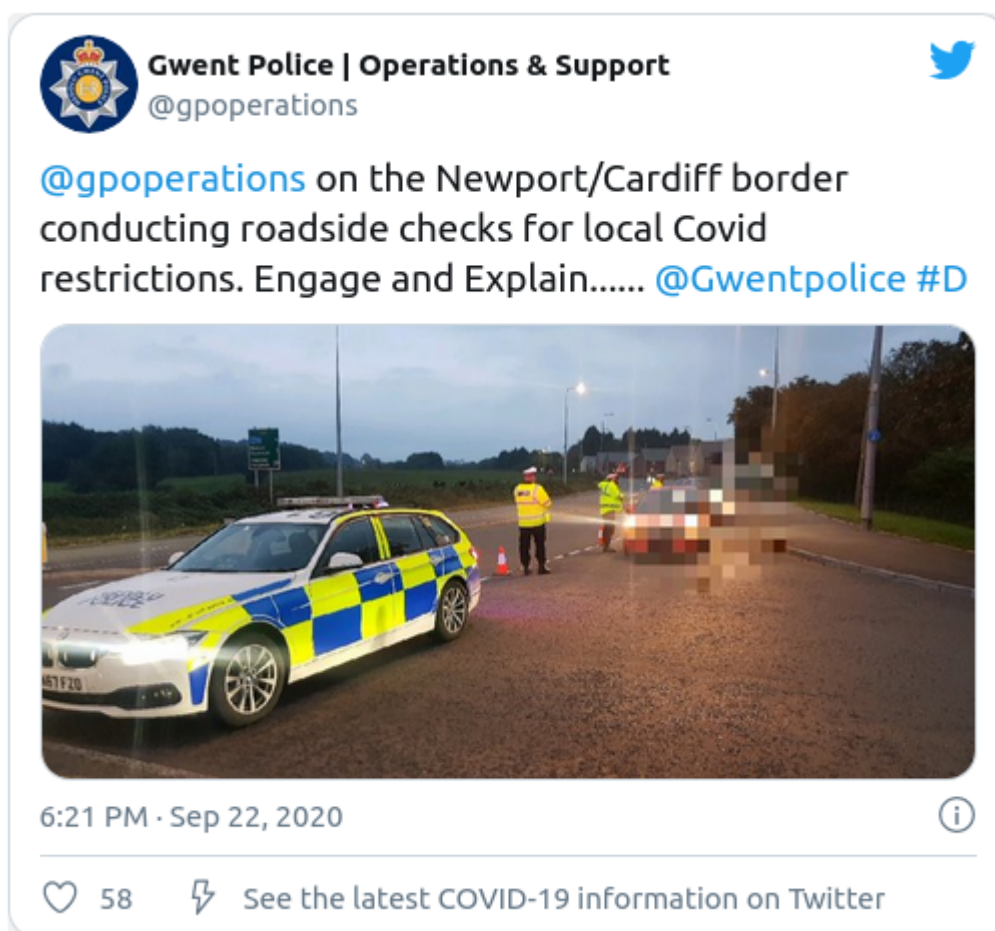 Gwent Police | Operations & Support
@gpoperations
@gpoperations on the Newport/Cardiff border
conducting roadside checks for local Covid
restrictions. Engage and Explain...... @Gwentpolice #D
POLICE
A67 FZO
6:21 PM · Sep 22, 2020
58
See the latest COVID-19 information on Twitter